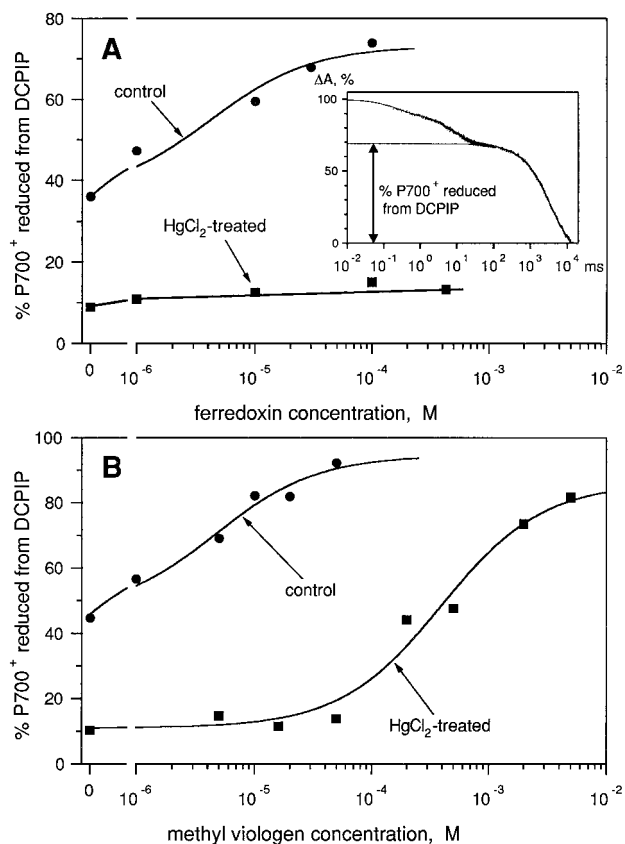 A
80
60
40
20
0
% P700⁺ reduced from DCPIP
control
HgCl₂-treated
ΔA, %
100
50
0
% P700⁺ reduced
from DCPIP
10⁻² 10⁻¹ 10⁰ 10¹ 10² 10³ 10⁴ ms
0 10⁻⁶ 10⁻⁵ 10⁻⁴ 10⁻³ 10⁻²
ferredoxin concentration, M
B
100
80
60
40
20
0
% P700⁺ reduced from DCPIP
control
HgCl₂-treated
0 10⁻⁶ 10⁻⁵ 10⁻⁴ 10⁻³ 10⁻²
methyl viologen concentration, M